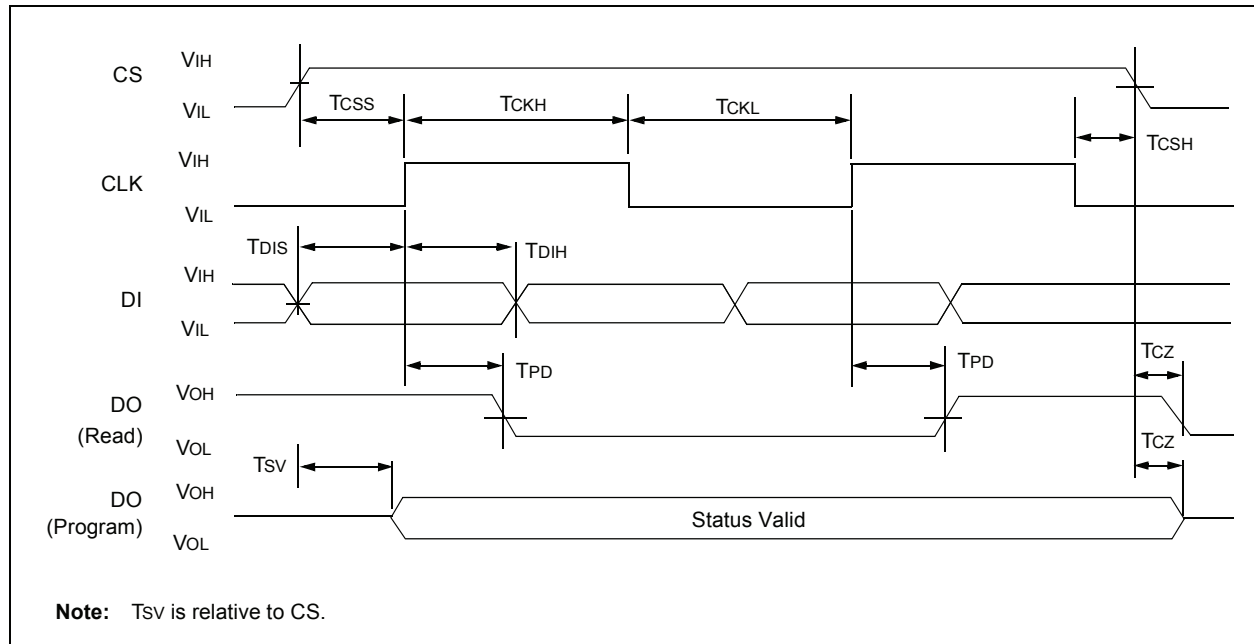 CS
VIH
VIL
TCSS
TCKH
TCKL
TCSH
CLK
VIH
VIL
TDIS
TDIH
DI
VIH
VIL
TPD
TPD
TCZ
DO
(Read)
VOH
VOL
TCZ
TSV
DO
(Program)
VOH
VOL
Status Valid
Note: TSV is relative to CS.